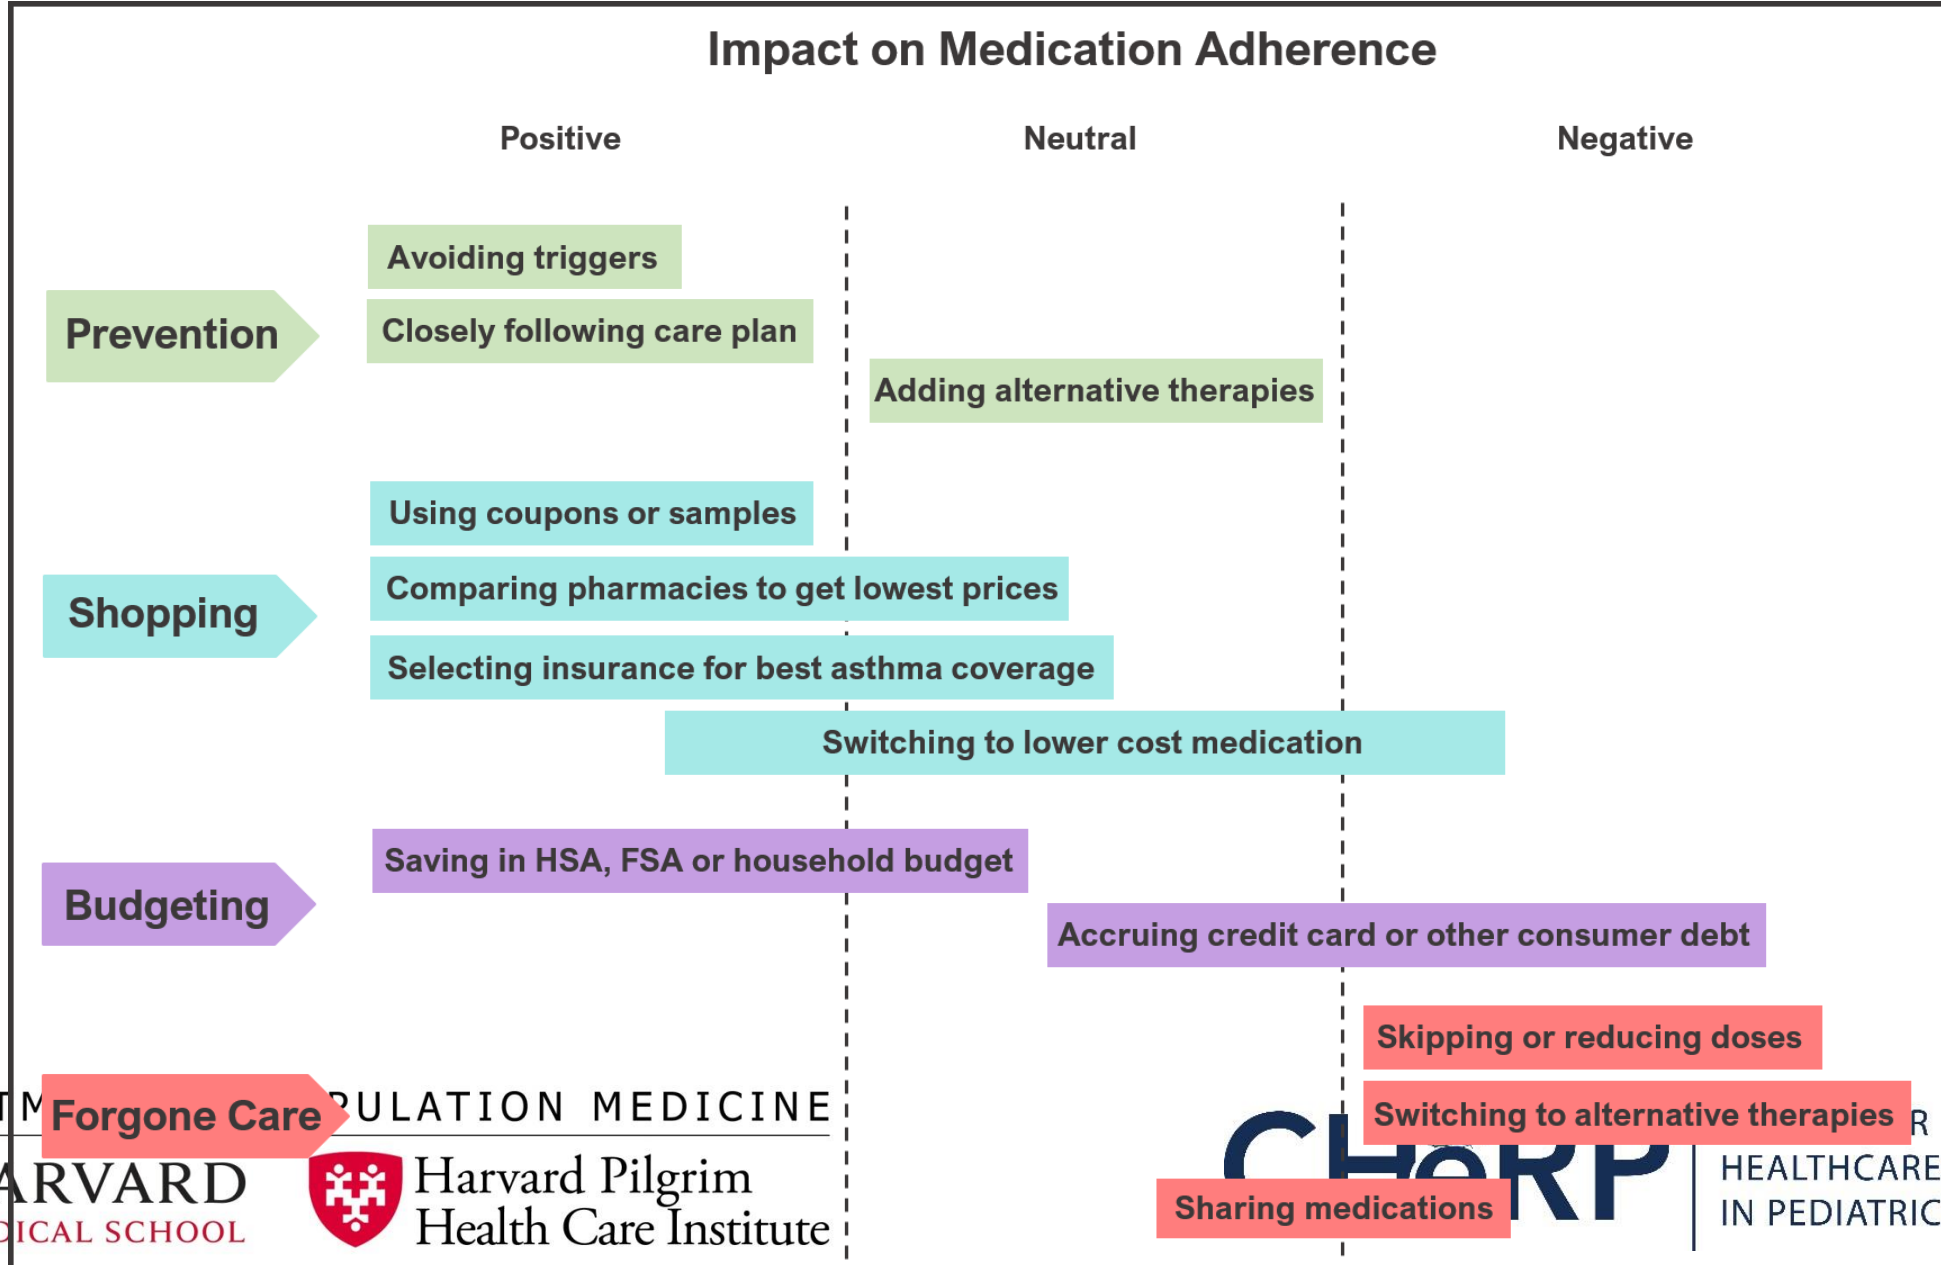 Impact on Medication Adherence
Positive Neutral Negative
Avoiding triggers
Prevention
Closely following care plan
Adding alternative therapies
Using coupons or samples
Shopping
Comparing pharmacies to get lowest prices
Selecting insurance for best asthma coverage
Switching to lower cost medication
Budgeting
Saving in HSA, FSA or household budget
Accruing credit card or other consumer debt
Skipping or reducing doses
Forgone Care
Switching to alternative therapies
Sharing medications
PULATION MEDICINE
ARVARD
DICAL SCHOOL
Harvard Pilgrim
Health Care Institute
CHeRP
R
HEALTHCARE
IN PEDIATRIC